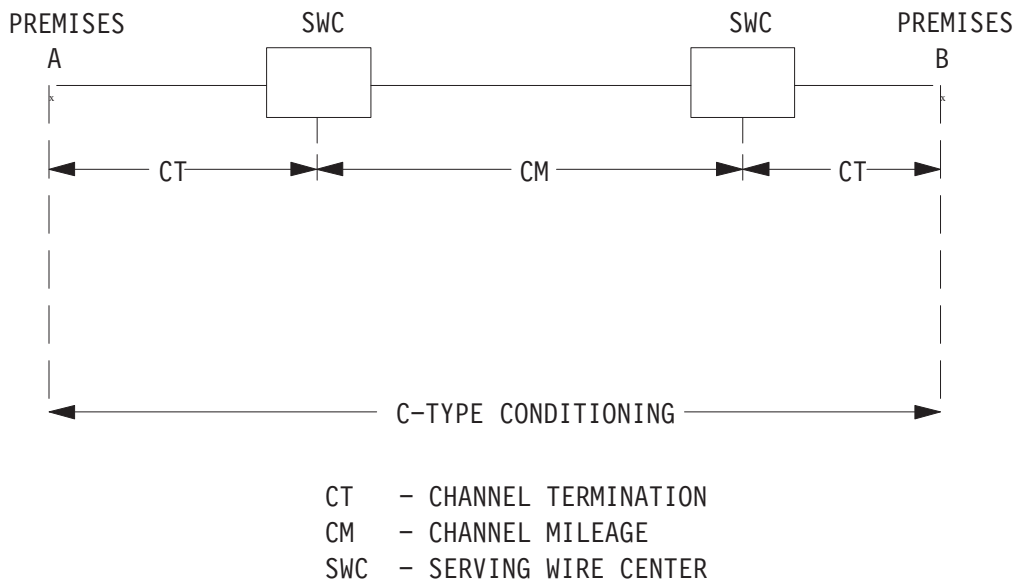 PREMISES SWC SWC PREMISES
A B
x x
CT CM CT
C-TYPE CONDITIONING
CT - CHANNEL TERMINATION
CM - CHANNEL MILEAGE
SWC - SERVING WIRE CENTER